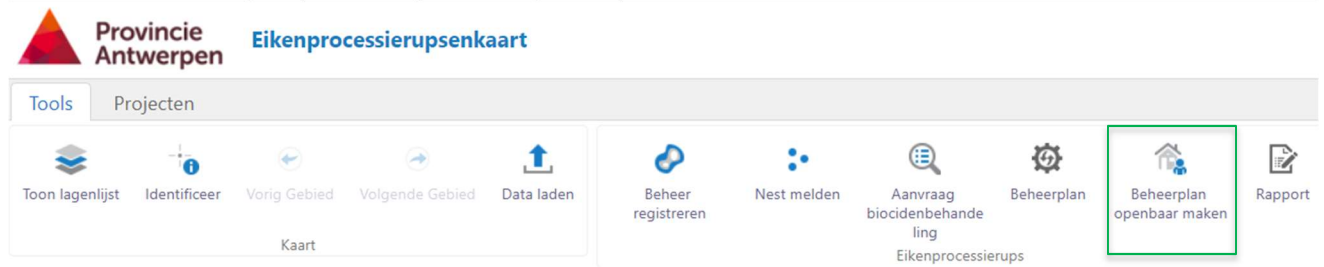 Provincie
Antwerpen
Eikenprocessierupsenkaart
Tools
Projecten
Toon lagenlijst
Identificeer
Vorig Gebied
Volgende Gebied
Data laden
Kaart
Beheer
registreren
Nest melden
Aanvraag
biocidenbehande
ling
Beheerplan
Beheerplan
openbaar maken
Rapport
Eikenprocessierups